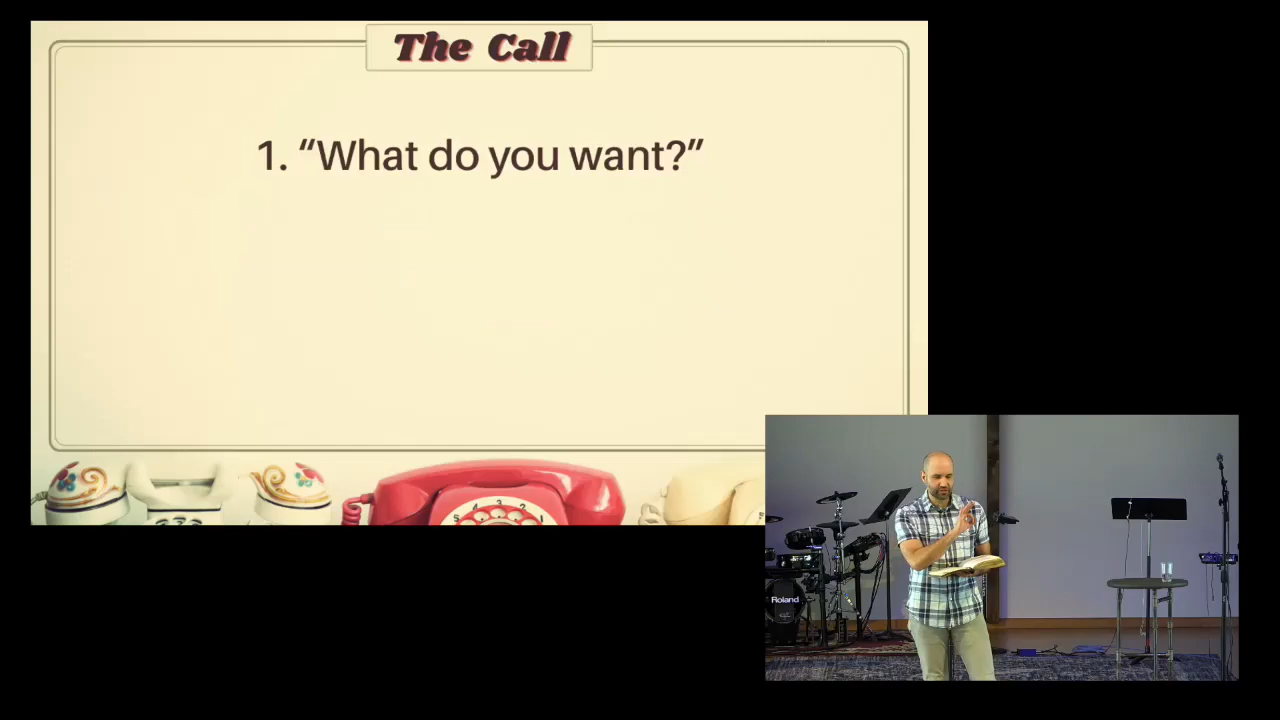 The Call
1. “What do you want?”
Roland